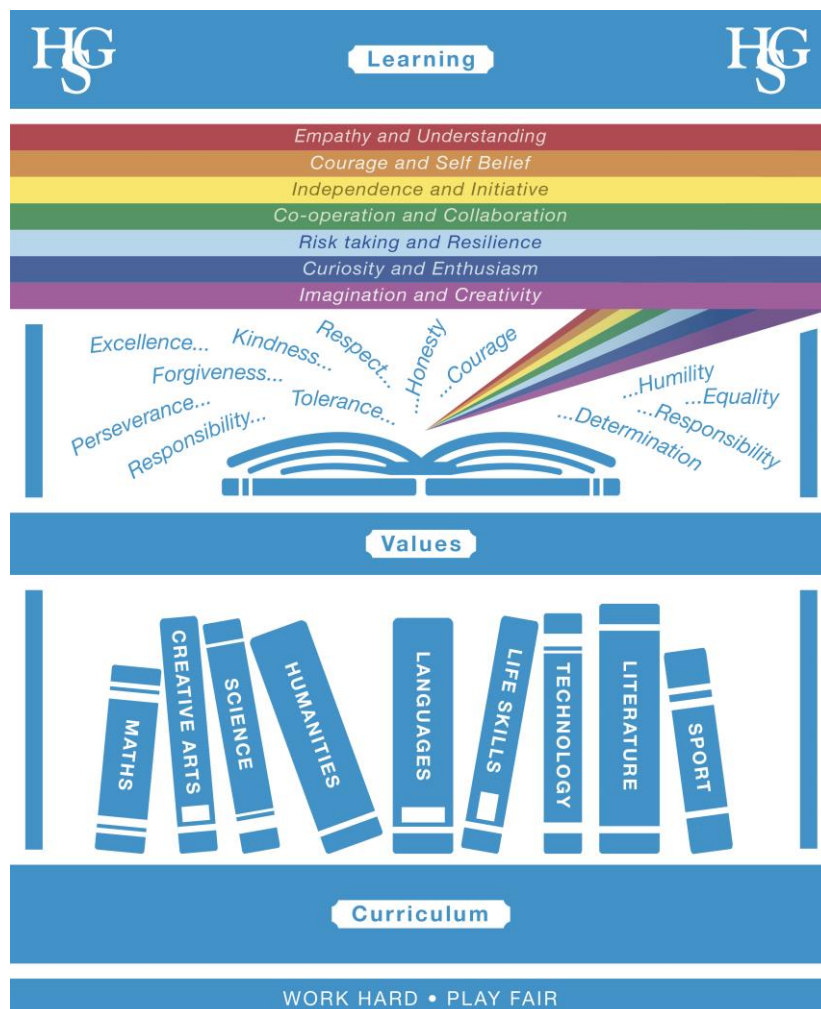 HGS
Learning
HGS
Empathy and Understanding
Courage and Self Belief
Independence and Initiative
Co-operation and Collaboration
Risk taking and Resilience
Curiosity and Enthusiasm
Imagination and Creativity
Excellence...
Kindness...
Respect...
...Honesty
...Courage
Forgiveness...
Tolerance...
Perseverance...
Responsibility...
...Humility
...Equality
...Responsibility
...Determination
Values
MATHS
CREATIVE ARTS
SCIENCE
HUMANITIES
LANGUAGES
LIFE SKILLS
TECHNOLOGY
LITERATURE
SPORT
Curriculum
WORK HARD • PLAY FAIR